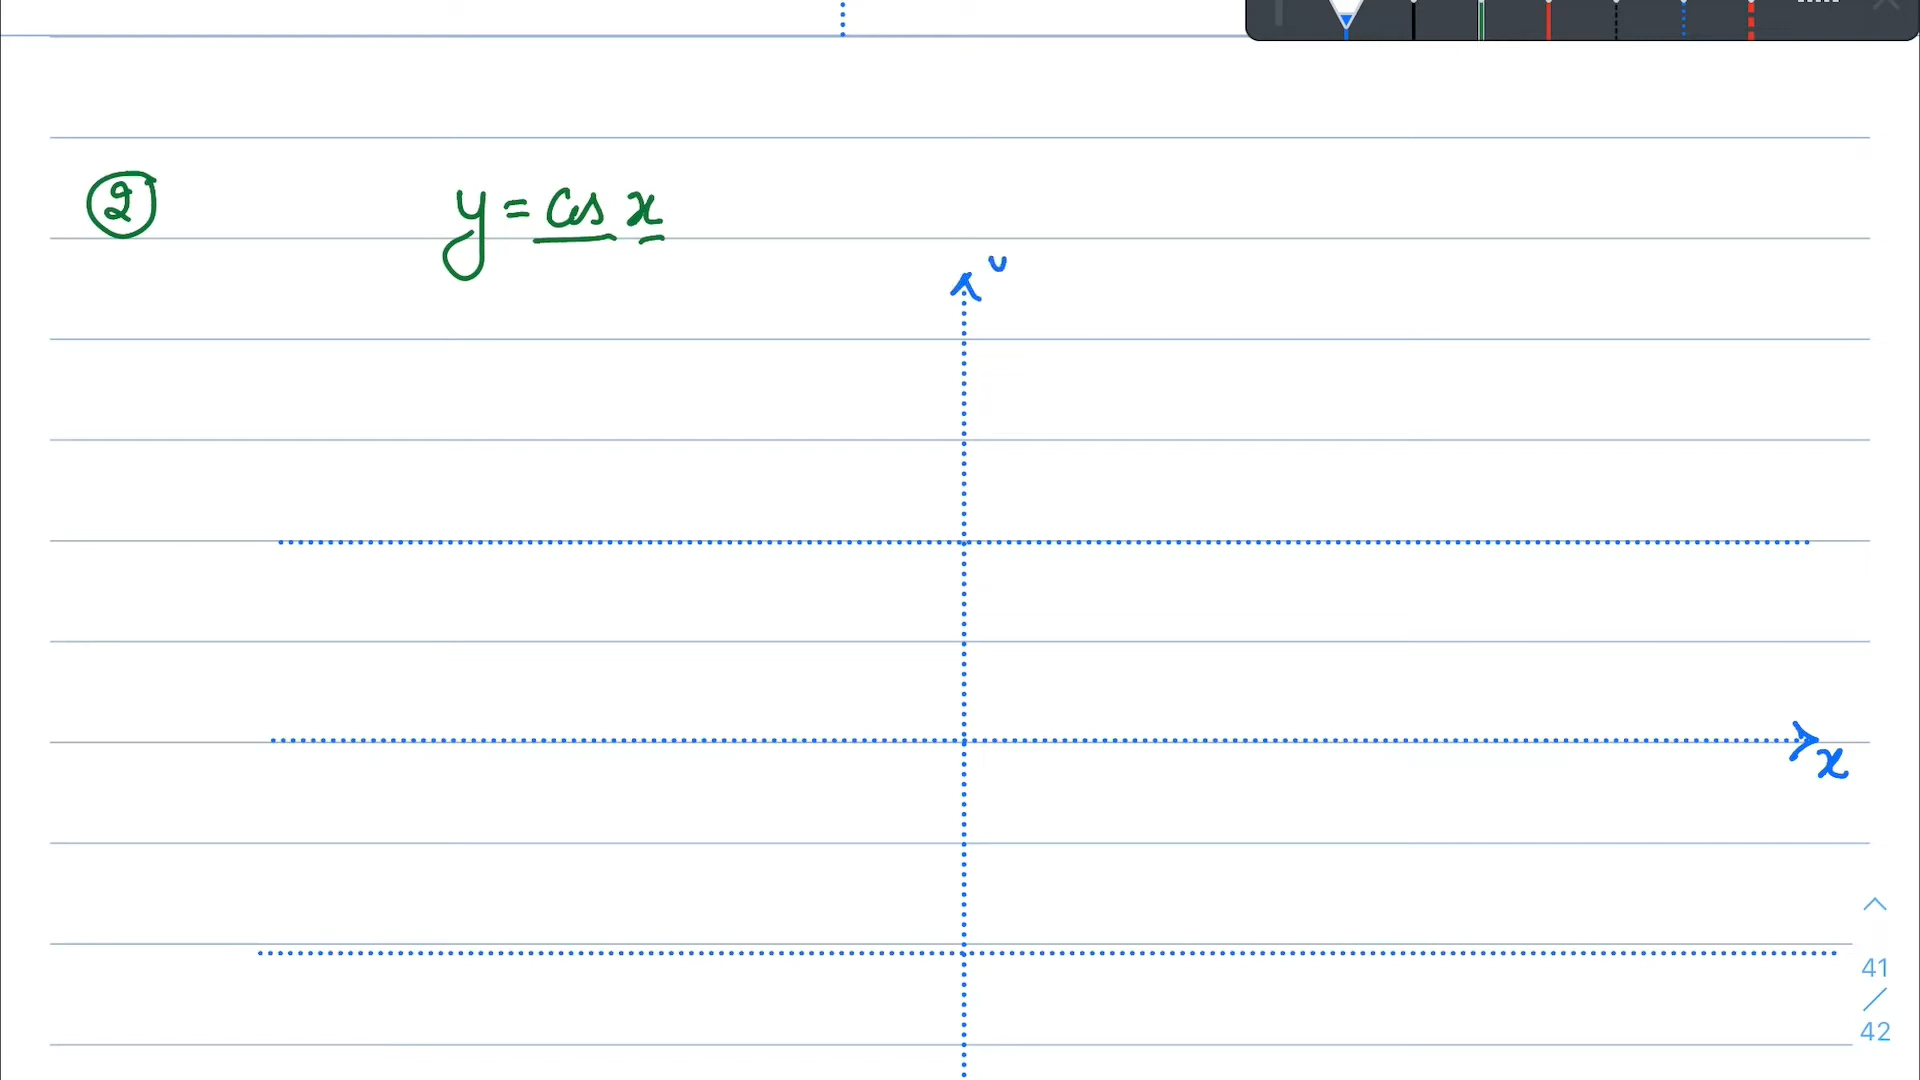 ② y = cos x
x
41
/
42